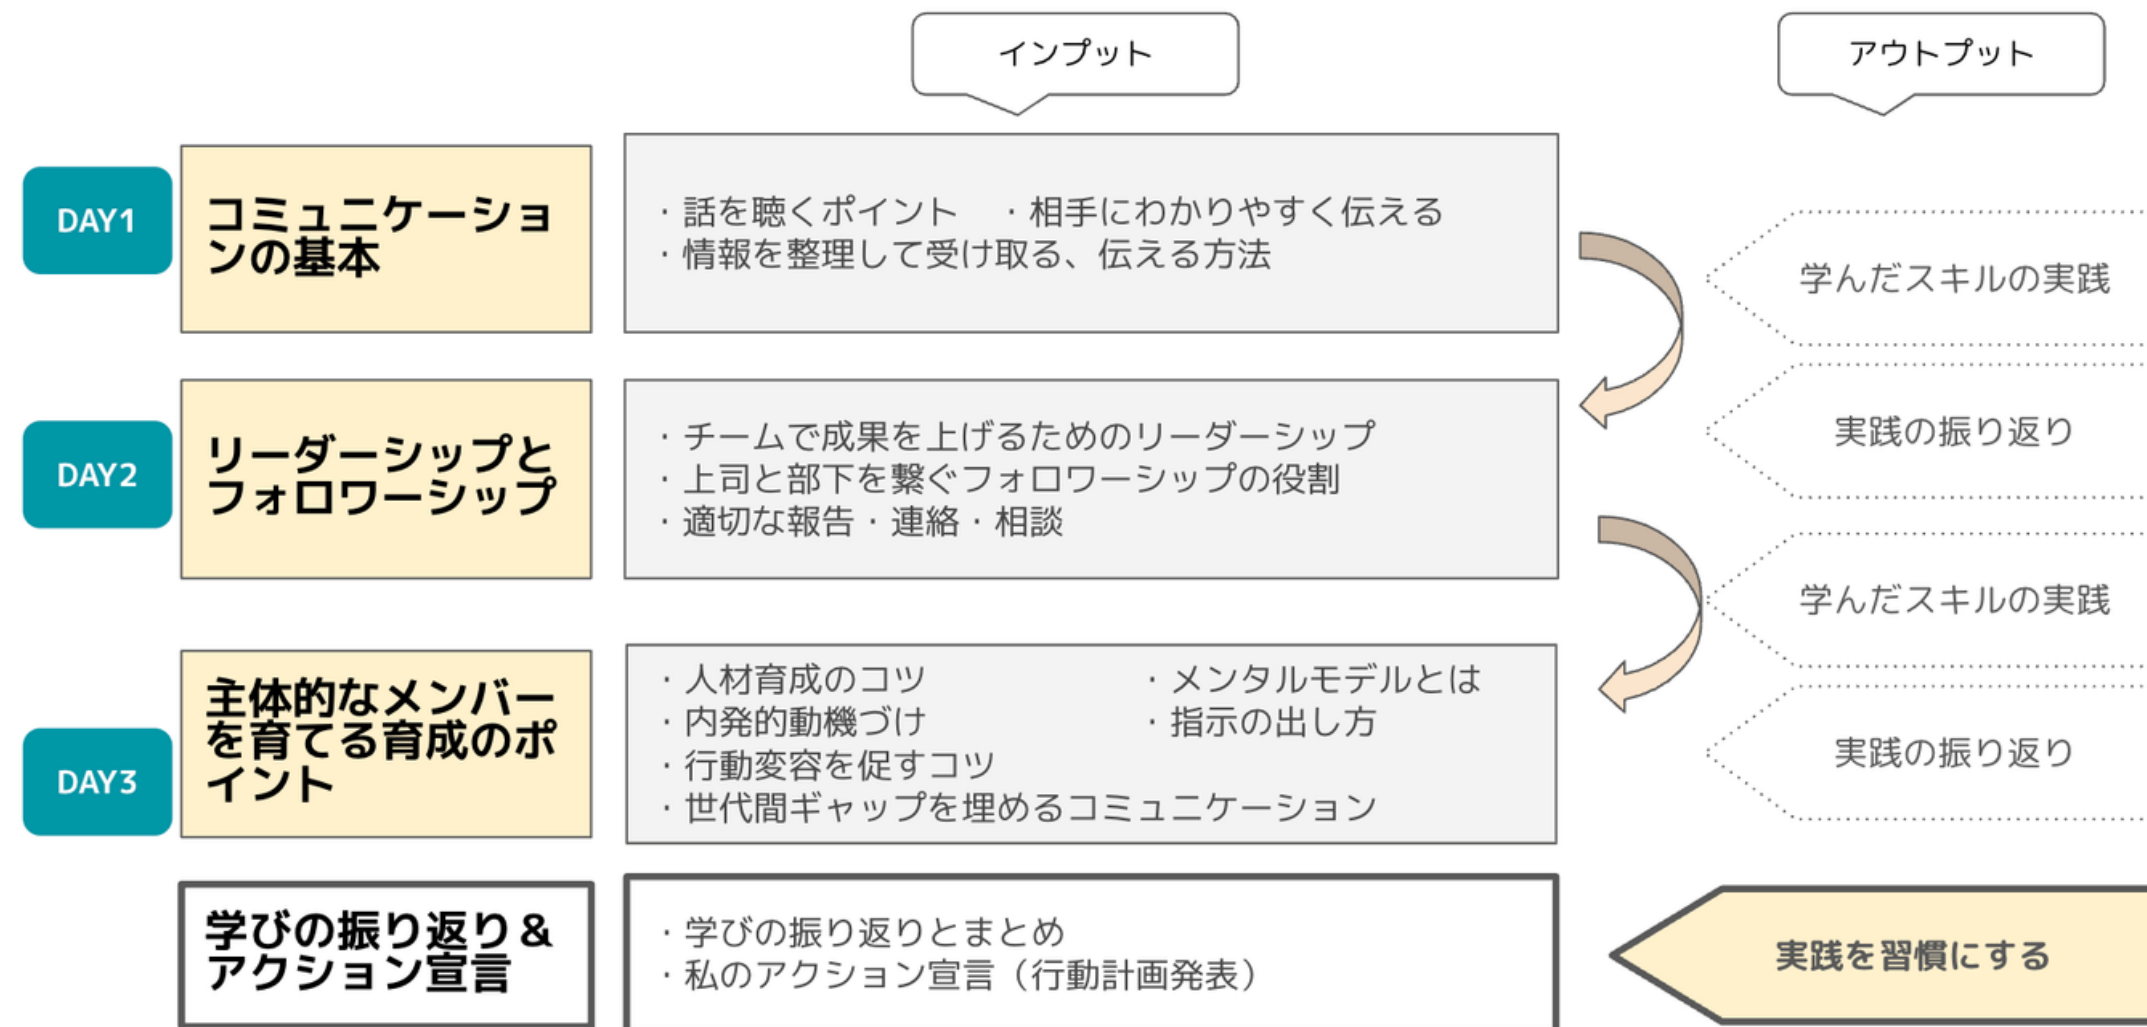 インプット
アウトプット
DAY1
コミュニケーショ
ンの基本
・話を聴くポイント　・相手にわかりやすく伝える
・情報を整理して受け取る、伝える方法
学んだスキルの実践
実践の振り返り
DAY2
リーダーシップと
フォロワーシップ
・チームで成果を上げるためのリーダーシップ
・上司と部下を繋ぐフォロワーシップの役割
・適切な報告・連絡・相談
学んだスキルの実践
実践の振り返り
DAY3
主体的なメンバー
を育てる育成のポ
イント
・人材育成のコツ　・メンタルモデルとは
・内発的動機づけ　・指示の出し方
・行動変容を促すコツ
・世代間ギャップを埋めるコミュニケーション
学びの振り返り＆
アクション宣言
・学びの振り返りとまとめ
・私のアクション宣言（行動計画発表）
実践を習慣にする